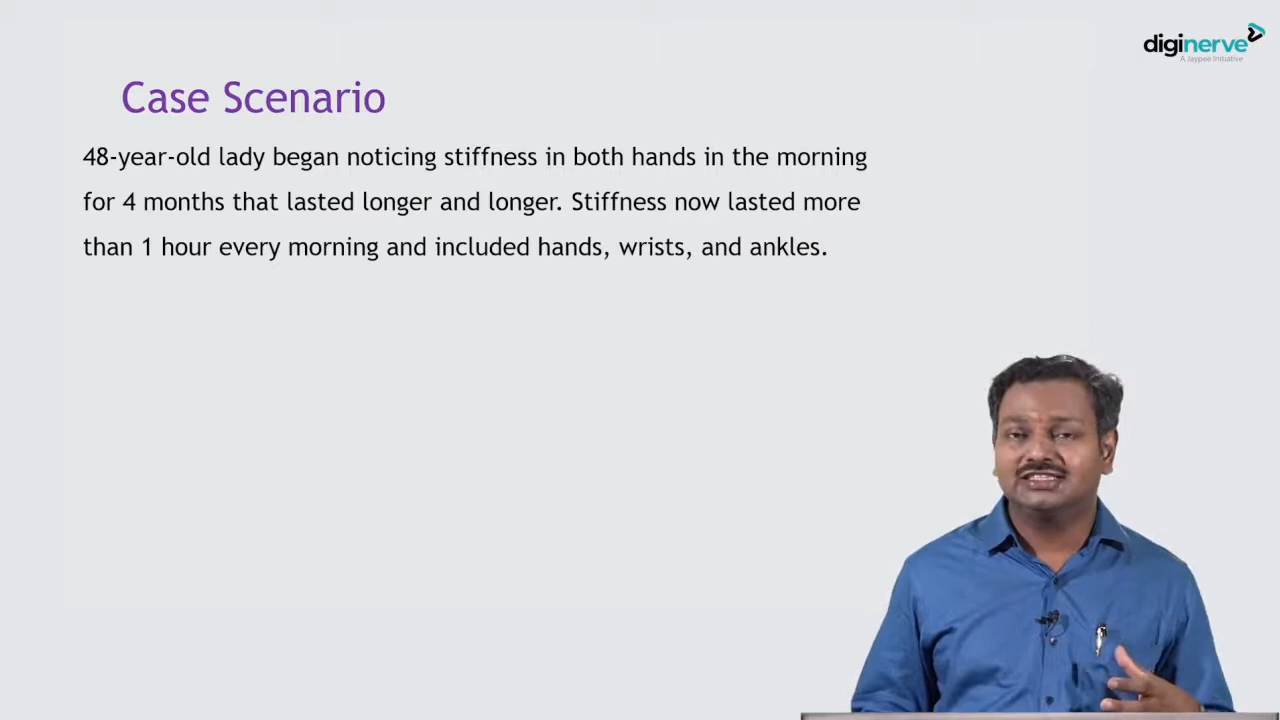 diginerve
A Jaypee Initiative
Case Scenario
48-year-old lady began noticing stiffness in both hands in the morning
for 4 months that lasted longer and longer. Stiffness now lasted more
than 1 hour every morning and included hands, wrists, and ankles.